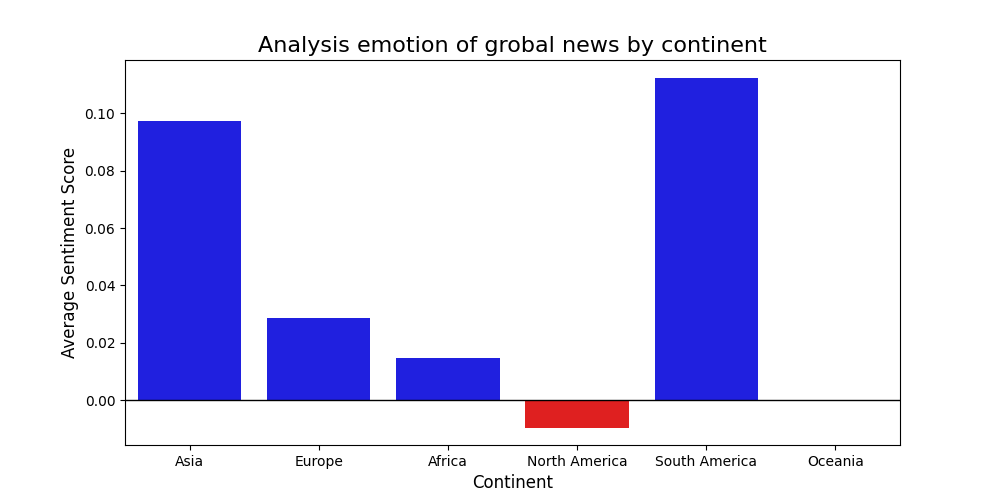 Analysis emotion of grobal news by continent
Average Sentiment Score
0.10
0.08
0.06
0.04
0.02
0.00
Asia Europe Africa North America South America Oceania
Continent